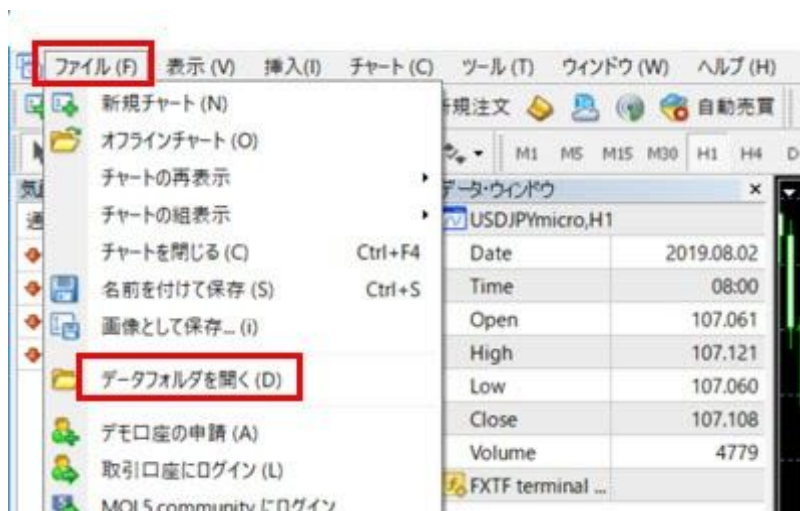 ファイル (F) 表示 (V) 挿入(I) チャート (C) ツール (T) ウィンドウ (W) ヘルプ (H)
規注文 自動売買
M1 M5 M15 M30 H1 H4
新規チャート (N)
オフラインチャート (O)
チャートの再表示
チャートの組表示
チャートを閉じる (C) Ctrl+F4
名前を付けて保存 (S) Ctrl+S
画像として保存... (i)
データフォルダを開く (D)
デモ口座の申請 (A)
取引口座にログイン (L)
MQL5.community にログイン
データ・ウィンドウ
USDJPYmicro,H1
Date 2019.08.02
Time 08:00
Open 107.061
High 107.121
Low 107.060
Close 107.108
Volume 4779
FXTF terminal ...